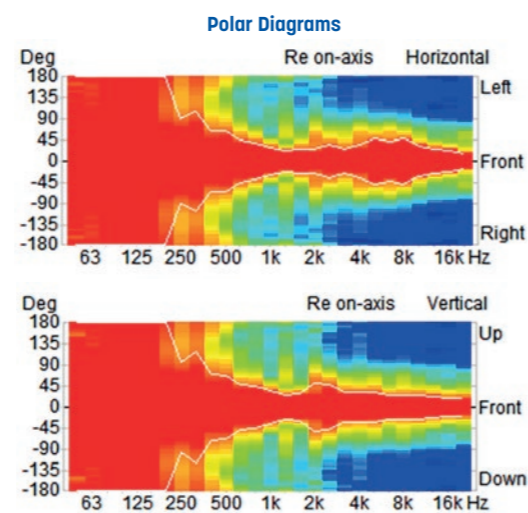 Polar Diagrams
Deg Re on-axis Horizontal
180 Left
135
90
45
0 Front
-45
-90
-135 Right
-180
63 125 250 500 1k 2k 4k 8k 16k Hz
Deg Re on-axis Vertical
180 Up
135
90
45
0 Front
-45
-90
-135 Down
-180
63 125 250 500 1k 2k 4k 8k 16k Hz